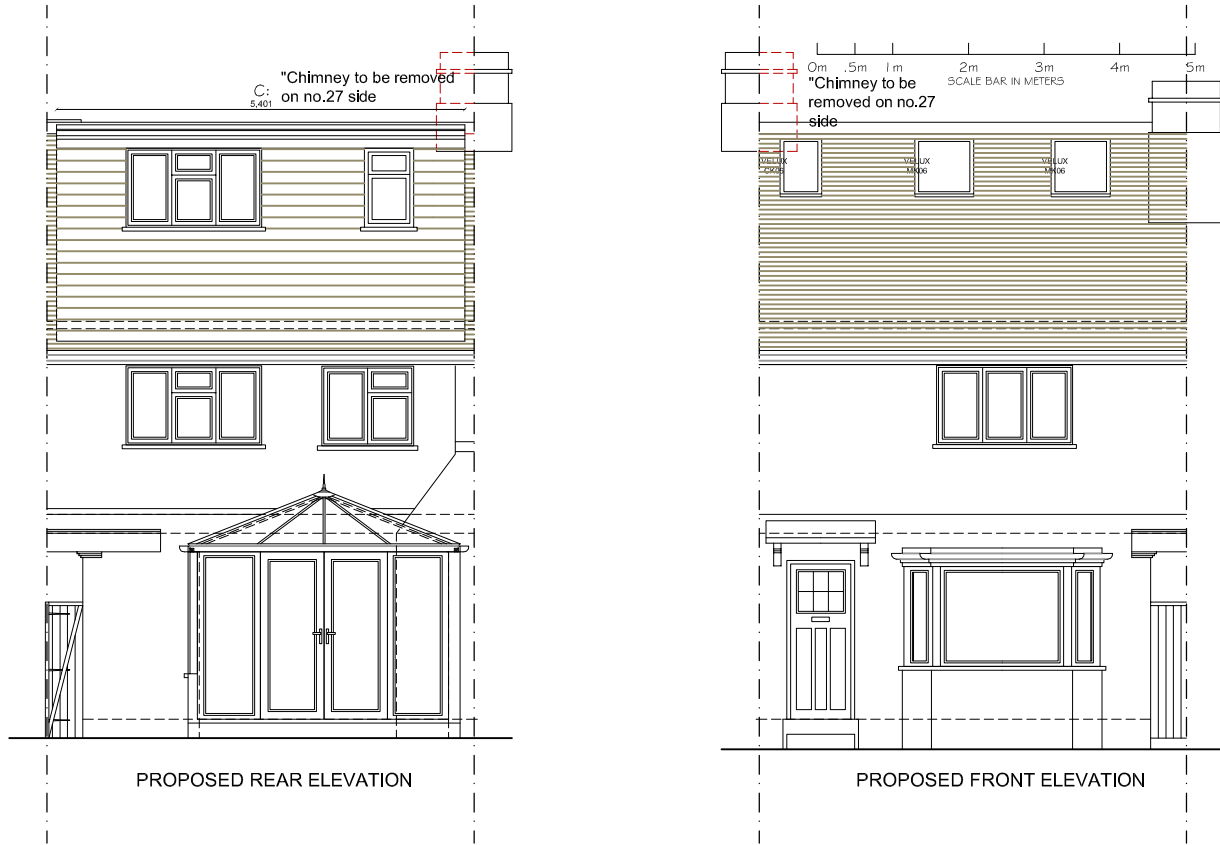 "Chimney to be removed
on no.27 side
C:
5,401
0m .5m 1m 2m 3m 4m 5m
SCALE BAR IN METERS
"Chimney to be
removed on no.27
side
VELUX
CK06
VELUX
MK06
VELUX
MK06
PROPOSED REAR ELEVATION
PROPOSED FRONT ELEVATION